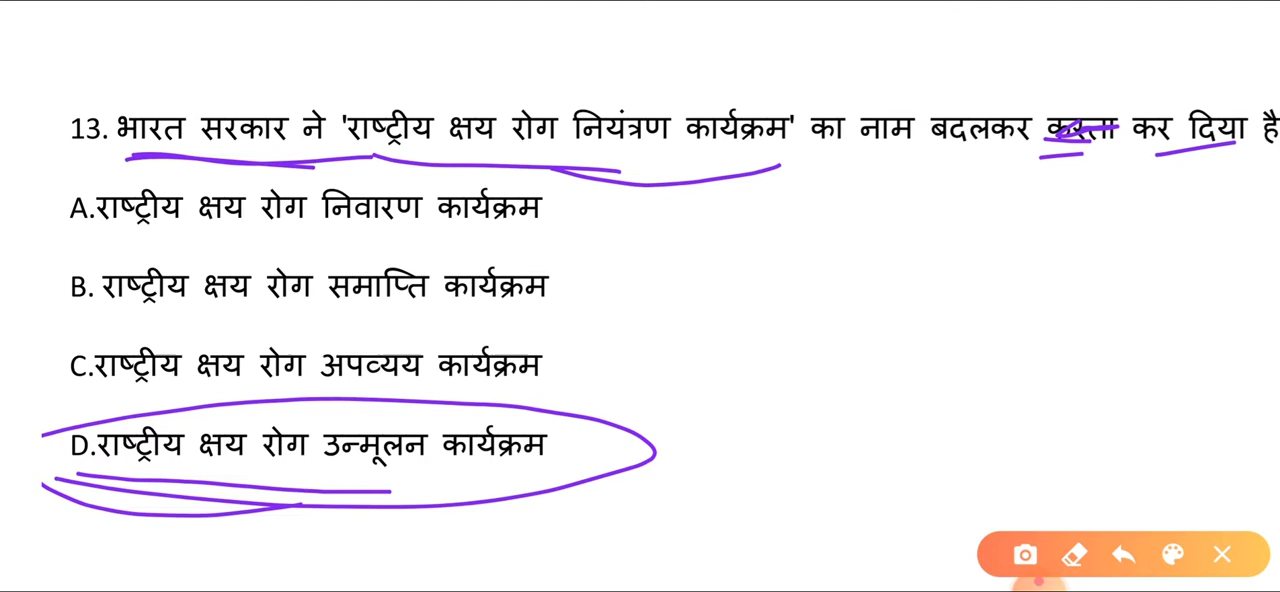 13. भारत सरकार ने 'राष्ट्रीय क्षय रोग नियंत्रण कार्यक्रम' का नाम बदलकर करता कर दिया है
A.राष्ट्रीय क्षय रोग निवारण कार्यक्रम
B. राष्ट्रीय क्षय रोग समाप्ति कार्यक्रम
C.राष्ट्रीय क्षय रोग अपव्यय कार्यक्रम
D.राष्ट्रीय क्षय रोग उन्मूलन कार्यक्रम